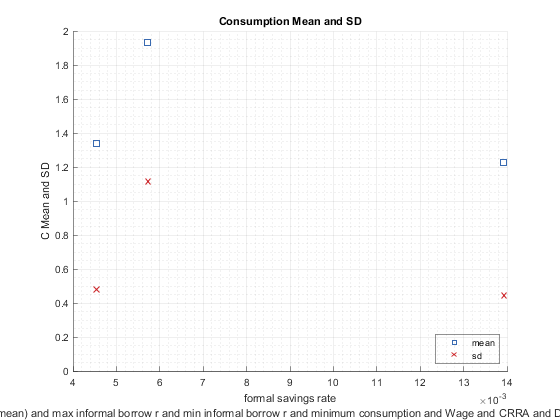 Consumption Mean and SD
2
1.8
1.6
1.4
1.2
1
0.8
0.6
0.4
0.2
0
C Mean and SD
mean
sd
4 5 6 7 8 9 10 11 12 13 14
formal savings rate
×10⁻³
mean) and max informal borrow r and min informal borrow r and minimum consumption and Wage and CRRA and D